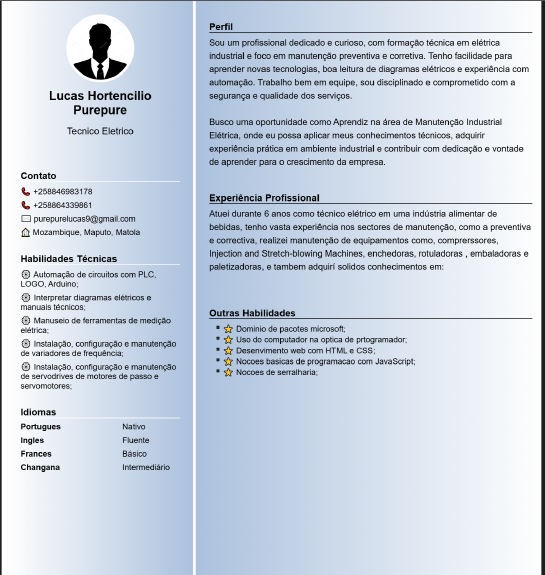 Lucas Hortencilio
Purepure
Tecnico Eletrico
Contato
+258846983178
+258864339861
purepurelucas9@gmail.com
Mozambique, Maputo, Matola
Habilidades Técnicas
Automação de circuitos com PLC,
LOGO, Arduino;
Interpretar diagramas elétricos e
manuais técnicos;
Manuseio de ferramentas de medição
elétrica;
Instalação, configuração e manutenção
de variadores de frequência;
Instalação, configuração e manutenção
de servodrives de motores de passo e
servomotores;
Idiomas
Portugues Nativo
Ingles Fluente
Frances Básico
Changana Intermediário
Perfil
Sou um profissional dedicado e curioso, com formação técnica em elétrica
industrial e foco em manutenção preventiva e corretiva. Tenho facilidade para
aprender novas tecnologias, boa leitura de diagramas elétricos e experiência com
automação. Trabalho bem em equipe, sou disciplinado e comprometido com a
segurança e qualidade dos serviços.
Busco uma oportunidade como Aprendiz na área de Manutenção Industrial
Elétrica, onde eu possa aplicar meus conhecimentos técnicos, adquirir
experiência prática em ambiente industrial e contribuir com dedicação e vontade
de aprender para o crescimento da empresa.
Experiência Profissional
Atuei durante 6 anos como técnico elétrico em uma indústria alimentar de
bebidas, tenho vasta experiência nos sectores de manutenção, como a preventiva
e correctiva, realizei manutenção de equipamentos como, comprerssores,
Injection and Stretch-blowing Machines, enchedoras, rotuladoras , embaladoras e
paletizadoras, e tambem adquirí solidos conhecimentos em:
Outras Habilidades
* Dominio de pacotes microsoft;
* Uso do computador na optica de prtogramador;
* Desenvimento web com HTML e CSS;
* Nocoes basicas de programacao com JavaScript;
* Nocoes de serralharia;